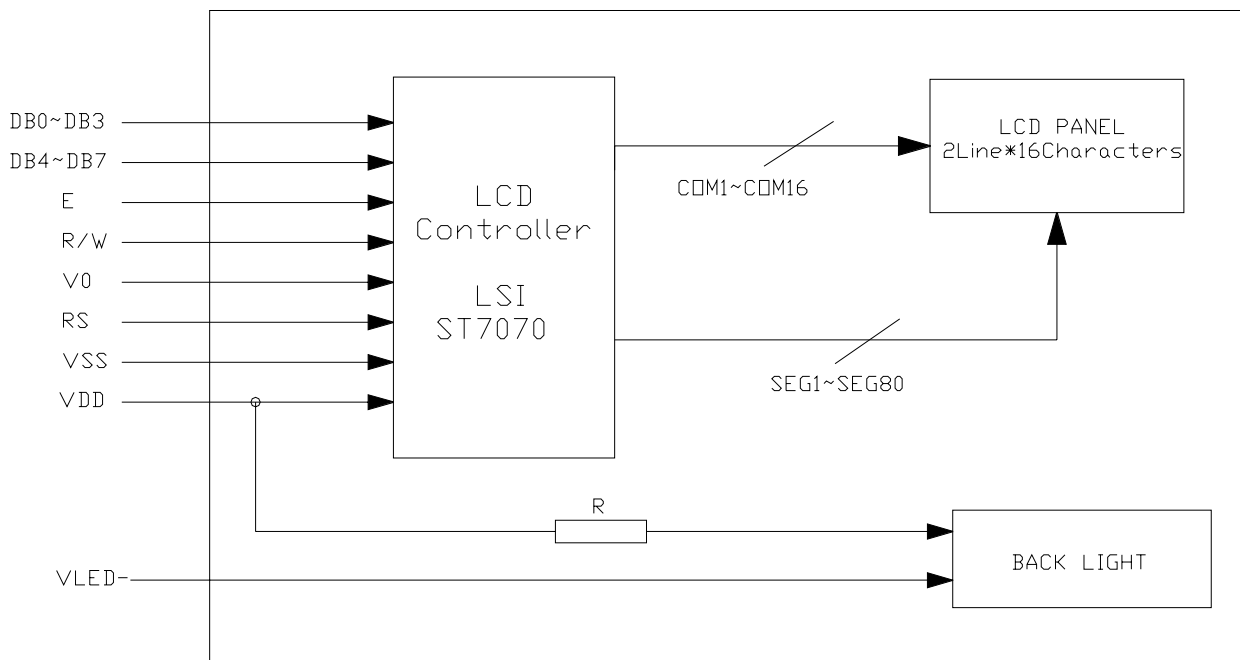 DB0~DB3
DB4~DB7
E
R/W
V0
RS
VSS
VDD
VLED-
LCD
Controller
LSI
ST7070
COM1~COM16
SEG1~SEG80
LCD PANEL
2Line*16Characters
R
BACK LIGHT